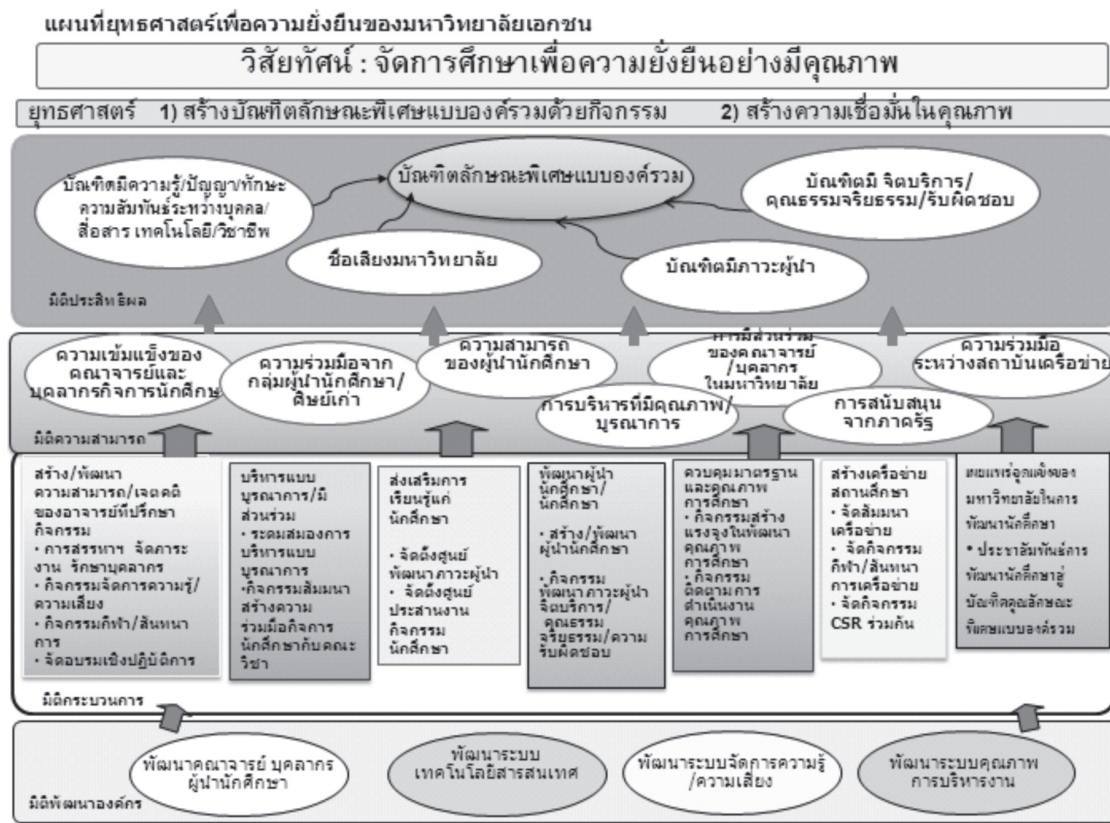 แผนที่ยุทธศาสตร์เพื่อความยั่งยืนของมหาวิทยาลัยเอกชน
วิสัยทัศน์ : จัดการศึกษาเพื่อความยั่งยืนอย่างมีคุณภาพ
ยุทธศาสตร์ 1) สร้างบัณฑิตลักษณะพิเศษแบบองค์รวมด้วยกิจกรรม 2) สร้างความเชื่อมั่นในคุณภาพ
บัณฑิตมีความรู้/ปัญญา/ทักษะ
ความสัมพันธ์ระหว่างบุคคล/
สื่อสาร เทคโนโลยี/วิชาชีพ
บัณฑิตลักษณะพิเศษแบบองค์รวม
บัณฑิตมี จิตบริการ/
คุณธรรมจริยธรรม/รับผิดชอบ
ชื่อเสียงมหาวิทยาลัย
บัณฑิตมีภาวะผู้นำ
มิติประสิทธิผล
ความเข้มแข็งของ
คณาจารย์และ
บุคลากรกิจการนักศึกษ
ความร่วมมือจาก
กลุ่มผู้นำนักศึกษา/
ศิษย์เก่า
ความสามารถ
ของผู้นำนักศึกษา
การบริหารที่มีคุณภาพ/
บูรณาการ
การมีส่วนร่วม
ของคณาจารย์
/บุคลากร
ในมหาวิทยาลัย
การสนับสนุน
จากภาครัฐ
ความร่วมมือ
ระหว่างสถาบันเครือข่าย
มิติความสามารถ
สร้าง/พัฒนา
ความสามารถ/เจตคติ
ของอาจารย์ที่ปรึกษา
กิจกรรม
• การสรรหาฯ จัดภาระ
งาน รักษาบุคลากร
• กิจกรรมจัดการความรู้/
ความเสี่ยง
• กิจกรรมกีฬา/สันทนา
การ
• จัดอบรมเชิงปฏิบัติการ
บริหารแบบ
บูรณาการ/มี
ส่วนร่วม
• ระดมสมองการ
บริหารแบบ
บูรณาการ
•กิจกรรมสัมมนา
สร้างความ
ร่วมมือกิจการ
นักศึกษากับคณะ
วิชา
ส่งเสริมการ
เรียนรู้แก่
นักศึกษา
• จัดตั้งศูนย์
พัฒนาภาวะผู้นำ
• จัดตั้งศูนย์
ประสานงาน
กิจกรรม
นักศึกษา
พัฒนาผู้นำ
นักศึกษา/
นักศึกษา
• สร้าง/พัฒนา
ผู้นำนักศึกษา
• กิจกรรม
พัฒนาภาวะผู้นำ
จิตบริการ/
คุณธรรม
จริยธรรม/ความ
รับผิดชอบ
ควบคุมมาตรฐาน
และคุณภาพ
การศึกษา
• กิจกรรมสร้าง
แรงจูงในพัฒนา
คุณภาพ
การศึกษา
• กิจกรรม
ติดตามการ
ดำเนินงาน
คุณภาพ
การศึกษา
สร้างเครือข่าย
สถานศึกษา
• จัดสัมมนา
เครือข่าย
• จัดกิจกรรม
กีฬา/สันทนา
การเครือข่าย
• จัดกิจกรรม
CSR ร่วมกัน
เผยแพร่จุดแข็งของ
มหาวิทยาลัยในการ
พัฒนานักศึกษา
• ประชาสัมพันธ์การ
พัฒนานักศึกษาสู่
บัณฑิตคุณลักษณะ
พิเศษแบบองค์รวม
มิติกระบวนการ
พัฒนาคณาจารย์ บุคลากร
ผู้นำนักศึกษา
พัฒนาระบบ
เทคโนโลยีสารสนเทศ
พัฒนาระบบจัดการความรู้
/ความเสี่ยง
พัฒนาระบบคุณภาพ
การบริหารงาน
มิติพัฒนาองค์กร